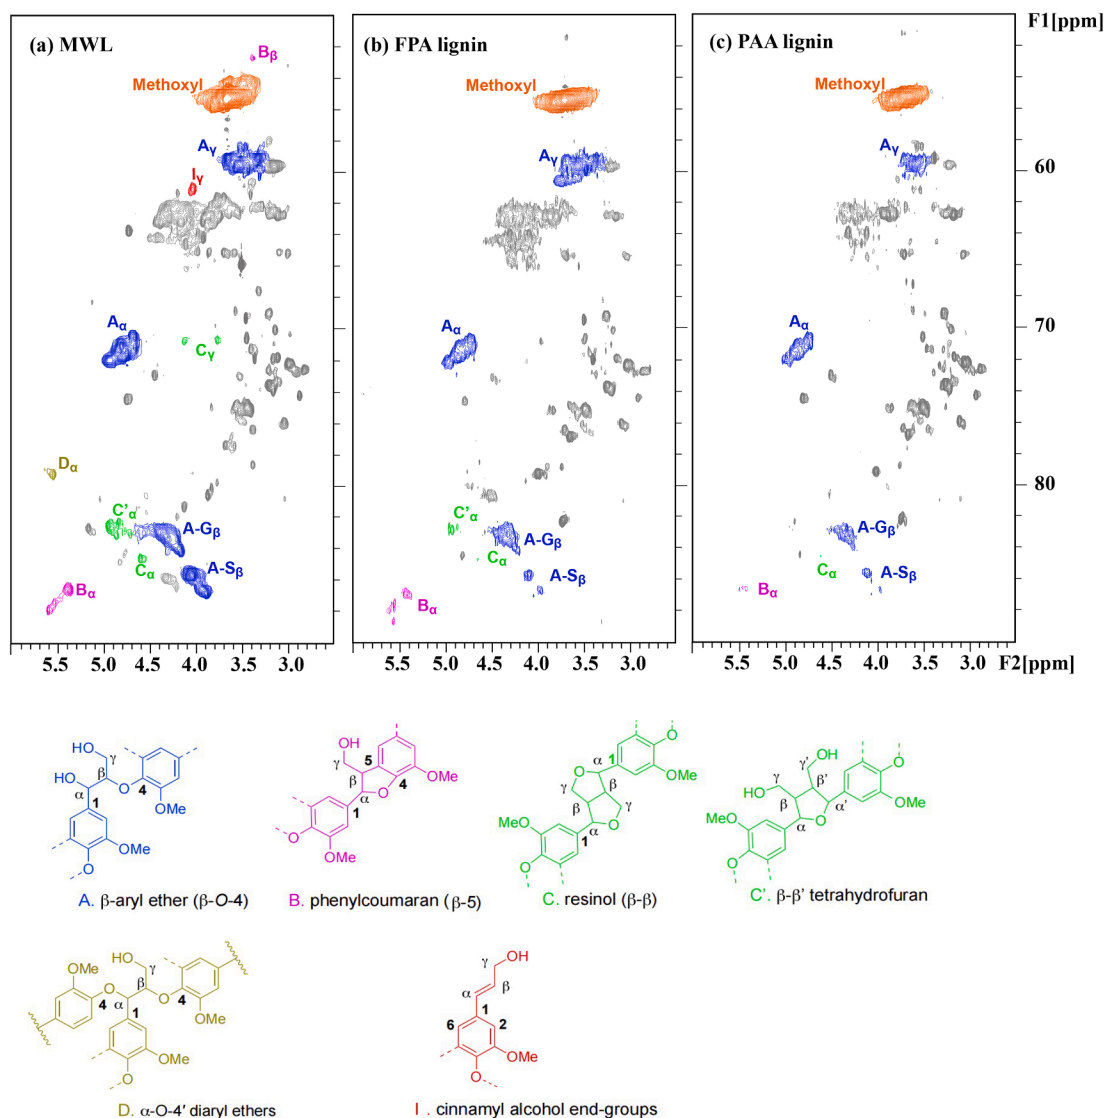 (a) MWL
(b) FPA lignin
(c) PAA lignin
F1[ppm]
Bβ
Methoxyl
Methoxyl
Methoxyl
Aγ
Aγ
Aγ
60
Iγ
Aα
Aα
Aα
70
Cγ
Dα
80
C'α
C'α
A-Gβ
A-Gβ
A-Gβ
Cα
Cα
Cα
A-Sβ
A-Sβ
A-Sβ
Bα
Bα
Bα
5.5 5.0 4.5 4.0 3.5 3.0
5.5 5.0 4.5 4.0 3.5 3.0
5.5 5.0 4.5 4.0 3.5 3.0 F2[ppm]
HO
γ
HO
β
α
O
4
1
OMe
OMe
O
A. β-aryl ether (β-O-4)
HO
γ
5
β
4
OMe
α
O
1
O
OMe
B. phenylcoumaran (β-5)
O
1
α
O
OMe
γ
β
β
γ
MeO
α
O
1
O
C. resinol (β-β)
HO
γ'
O
γ
β'
HO
β
α'
OMe
MeO
α
O
O
C'. β-β' tetrahydrofuran
HO
γ
OMe
β
O
O
4
α
4
1
OMe
OMe
O
D. α-O-4′ diaryl ethers
OH
γ
β
α
1
6
2
OMe
O
I . cinnamyl alcohol end-groups